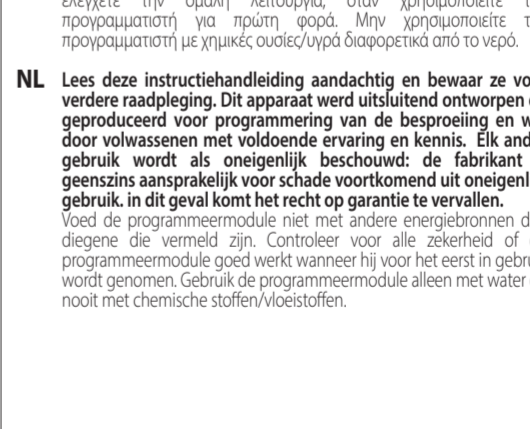 ελέγχετε την ομαλή λειτουργία, όταν χρησιμοποιείτε τ
προγραμματιστή για πρώτη φορά. Μην χρησιμοποιείτε τ
προγραμματιστή με χημικές ουσίες/υγρά διαφορετικά από το νερό.
NL Lees deze instructiehandleiding aandachtig en bewaar ze vo
verdere raadpleging. Dit apparaat werd uitsluitend ontworpen
geproduceerd voor programmering van de besproeiing en w
door volwassenen met voldoende ervaring en kennis. Elk and
gebruik wordt als oneigenlijk beschouwd: de fabrikant
geenszins aansprakelijk voor schade voortkomend uit oneigenl
gebruik. in dit geval komt het recht op garantie te vervallen.
Voed de programmeermodule niet met andere energiebronnen d
diegene die vermeld zijn. Controleer voor alle zekerheid of
programmeermodule goed werkt wanneer hij voor het eerst in gebru
wordt genomen. Gebruik de programmeermodule alleen met water
nooit met chemische stoffen/vloeistoffen.